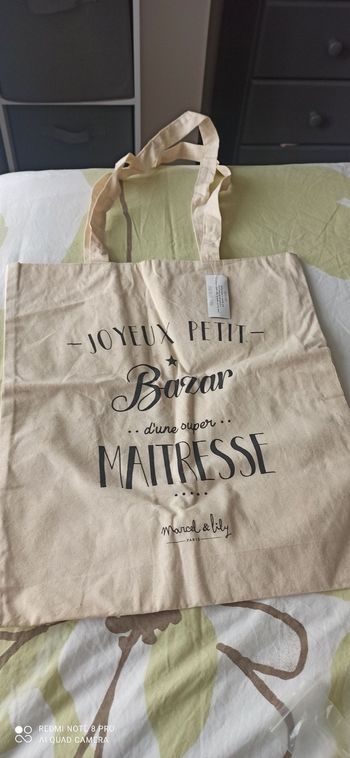 - JOYEUX PETIT -
Bazar
.. d'une super ..
MAITRESSE
.....
Marcel & lily
- PARIS -
REDMI NOTE 8 PRO
AI QUAD CAMERA